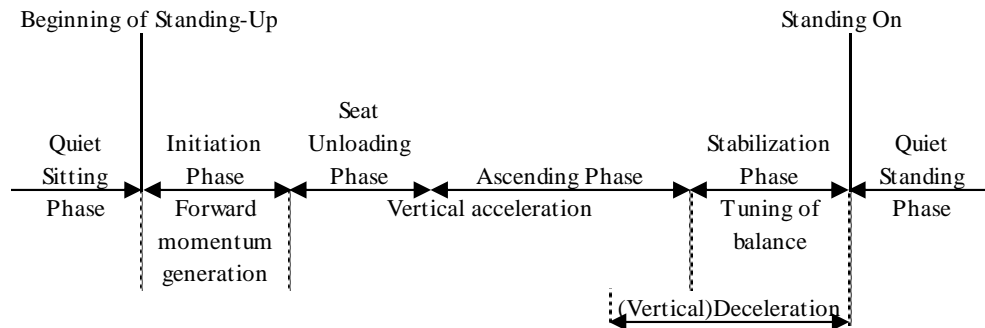 Beginning of Standing-Up
Standing On
Quiet
Sitting
Phase
Initiation
Phase
Forward
momentum
generation
Seat
Unloading
Phase
Ascending Phase
Vertical acceleration
Stabilization
Phase
Tuning of
balance
Quiet
Standing
Phase
(Vertical)Deceleration